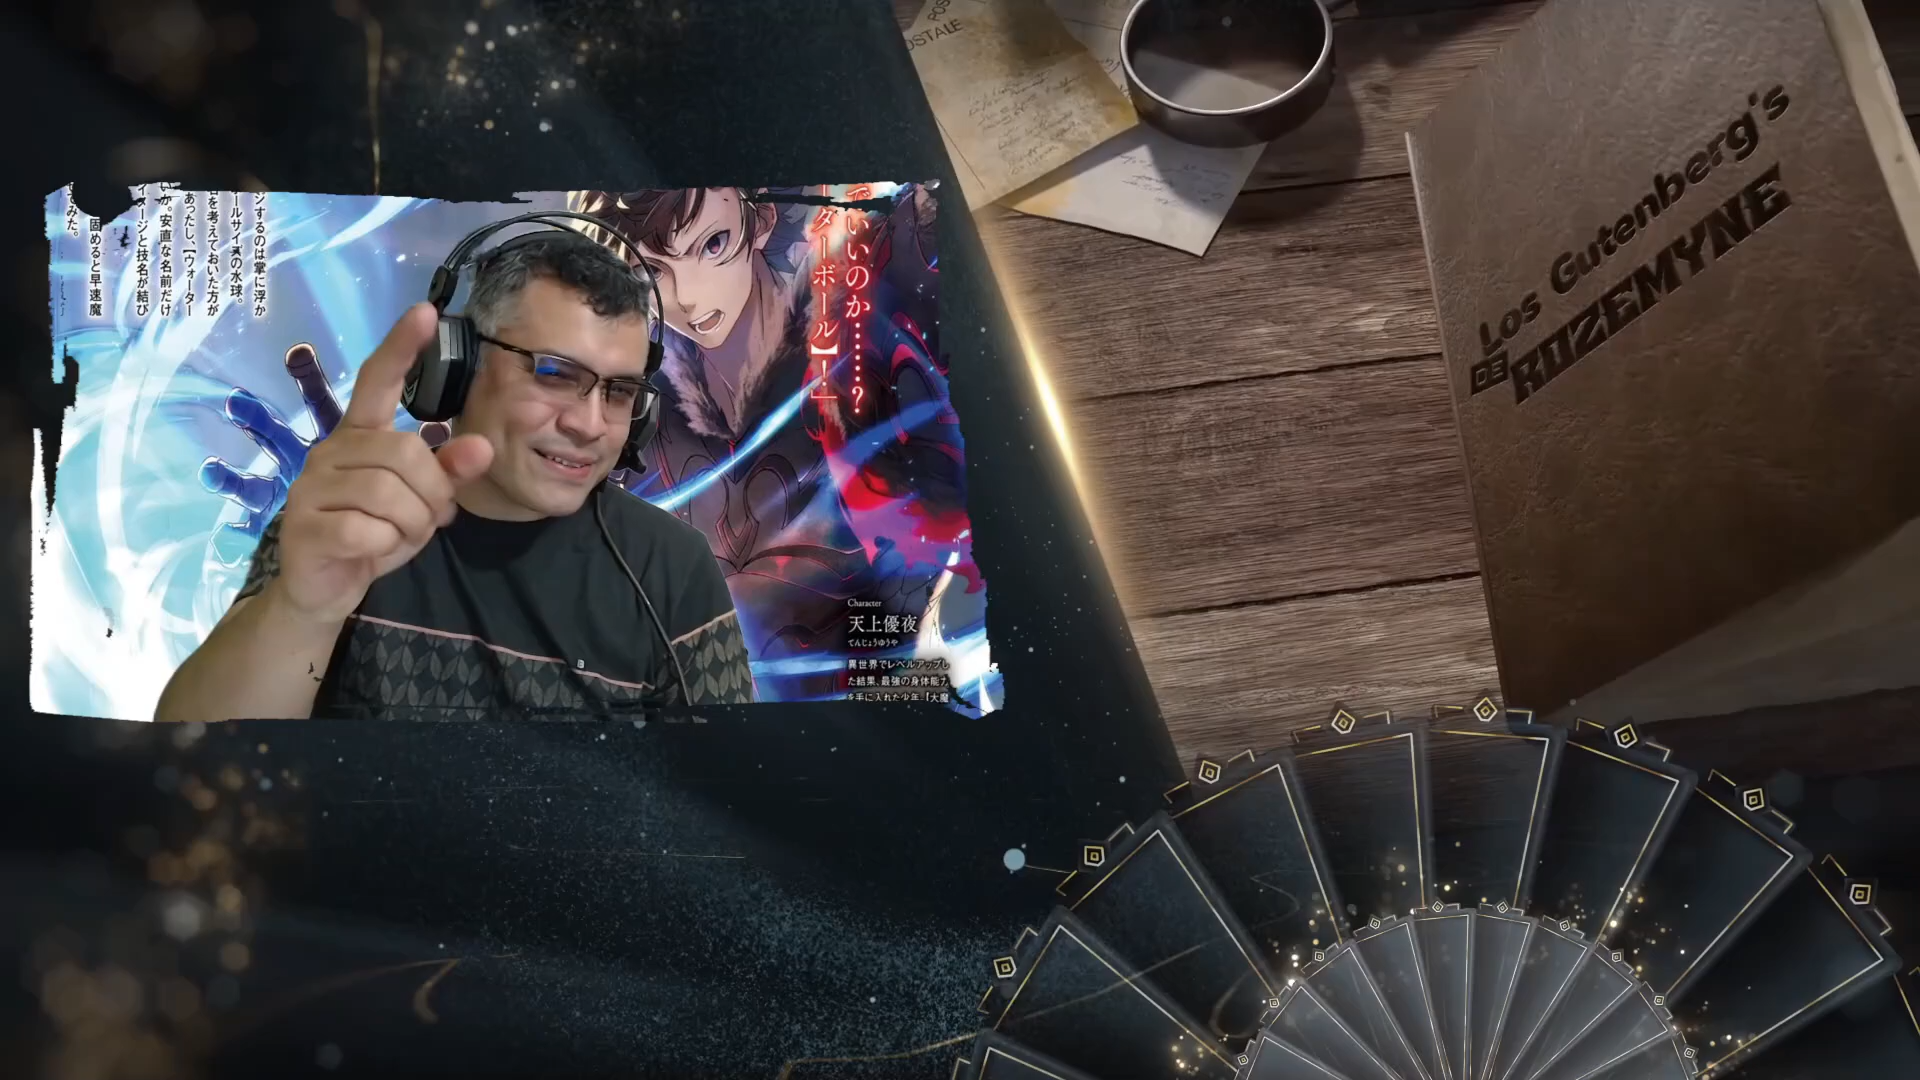 POS
OSTALE
Los Gutenberg's
DE ROZEMYNE
ジするのは掌に浮か
ールサイズの水球。
を考えておいた方が
あったし、【ウォーター
か。安直な名前だけ
イメージと技名が結び
固めると早速魔
てみた。
でいいのか……?
ターボール】!」
Character
天上優夜
てんじょうゆうや
異世界でレベルアップし
た結果、最強の身体能力
を手に入れた少年。【大魔